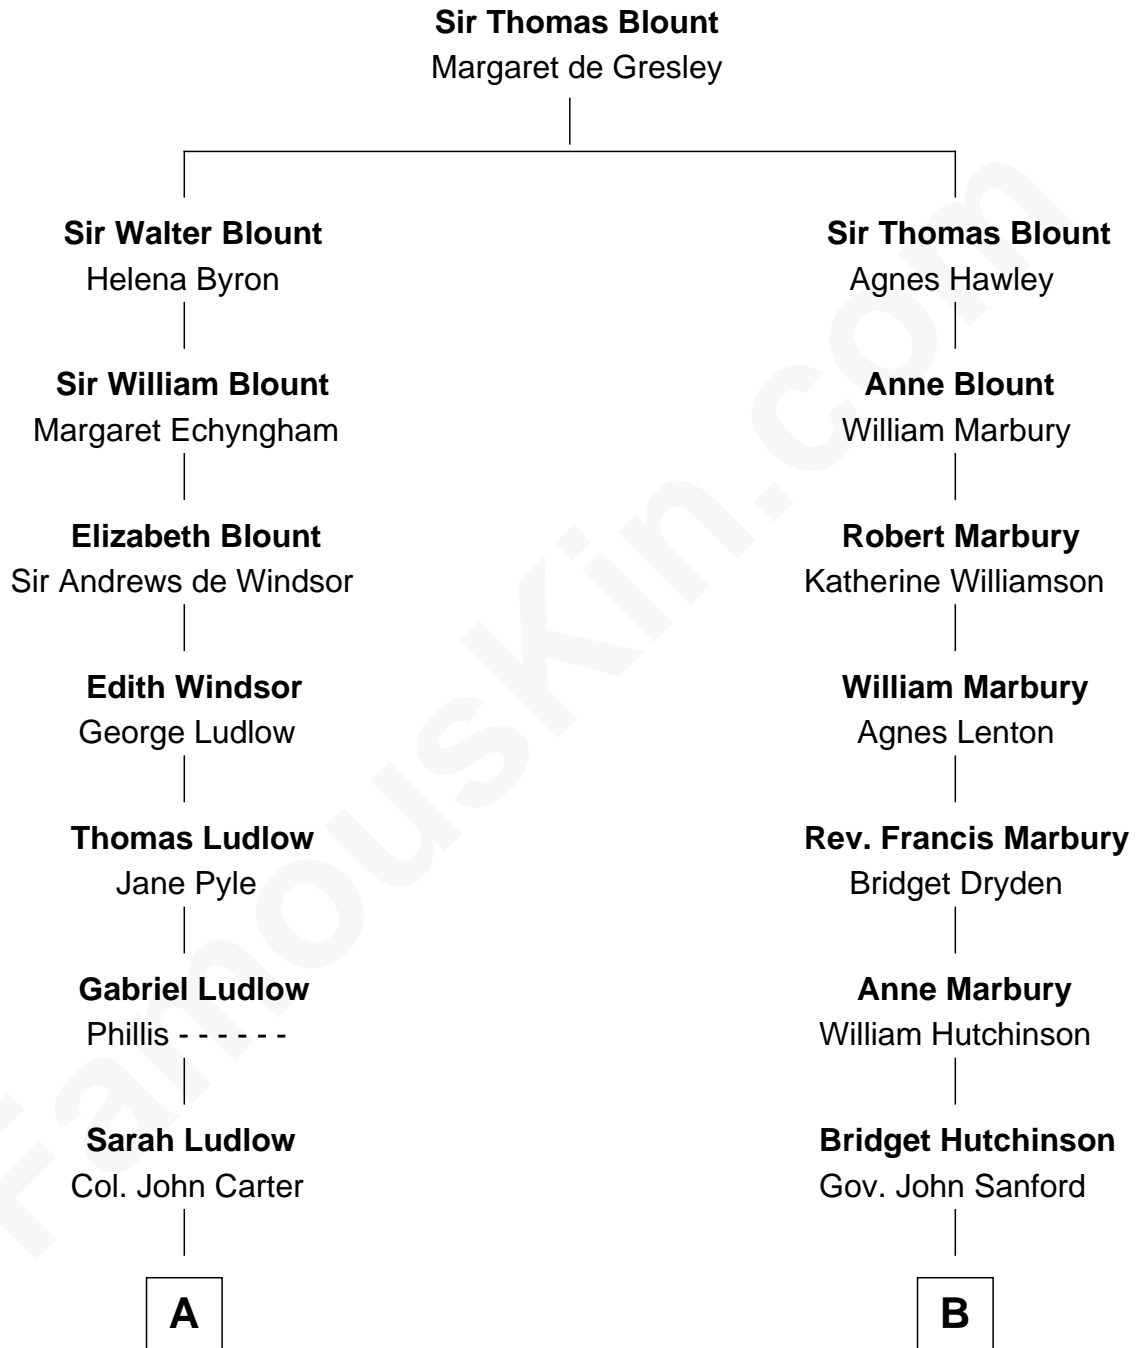 Sir Thomas Blount
Margaret de Gresley
Sir Walter Blount
Helena Byron
Sir William Blount
Margaret Echyngham
Elizabeth Blount
Sir Andrews de Windsor
Edith Windsor
George Ludlow
Thomas Ludlow
Jane Pyle
Gabriel Ludlow
Phillis - - - - - -
Sarah Ludlow
Col. John Carter
A
Sir Thomas Blount
Agnes Hawley
Anne Blount
William Marbury
Robert Marbury
Katherine Williamson
William Marbury
Agnes Lenton
Rev. Francis Marbury
Bridget Dryden
Anne Marbury
William Hutchinson
Bridget Hutchinson
Gov. John Sanford
B
FamousKin.com